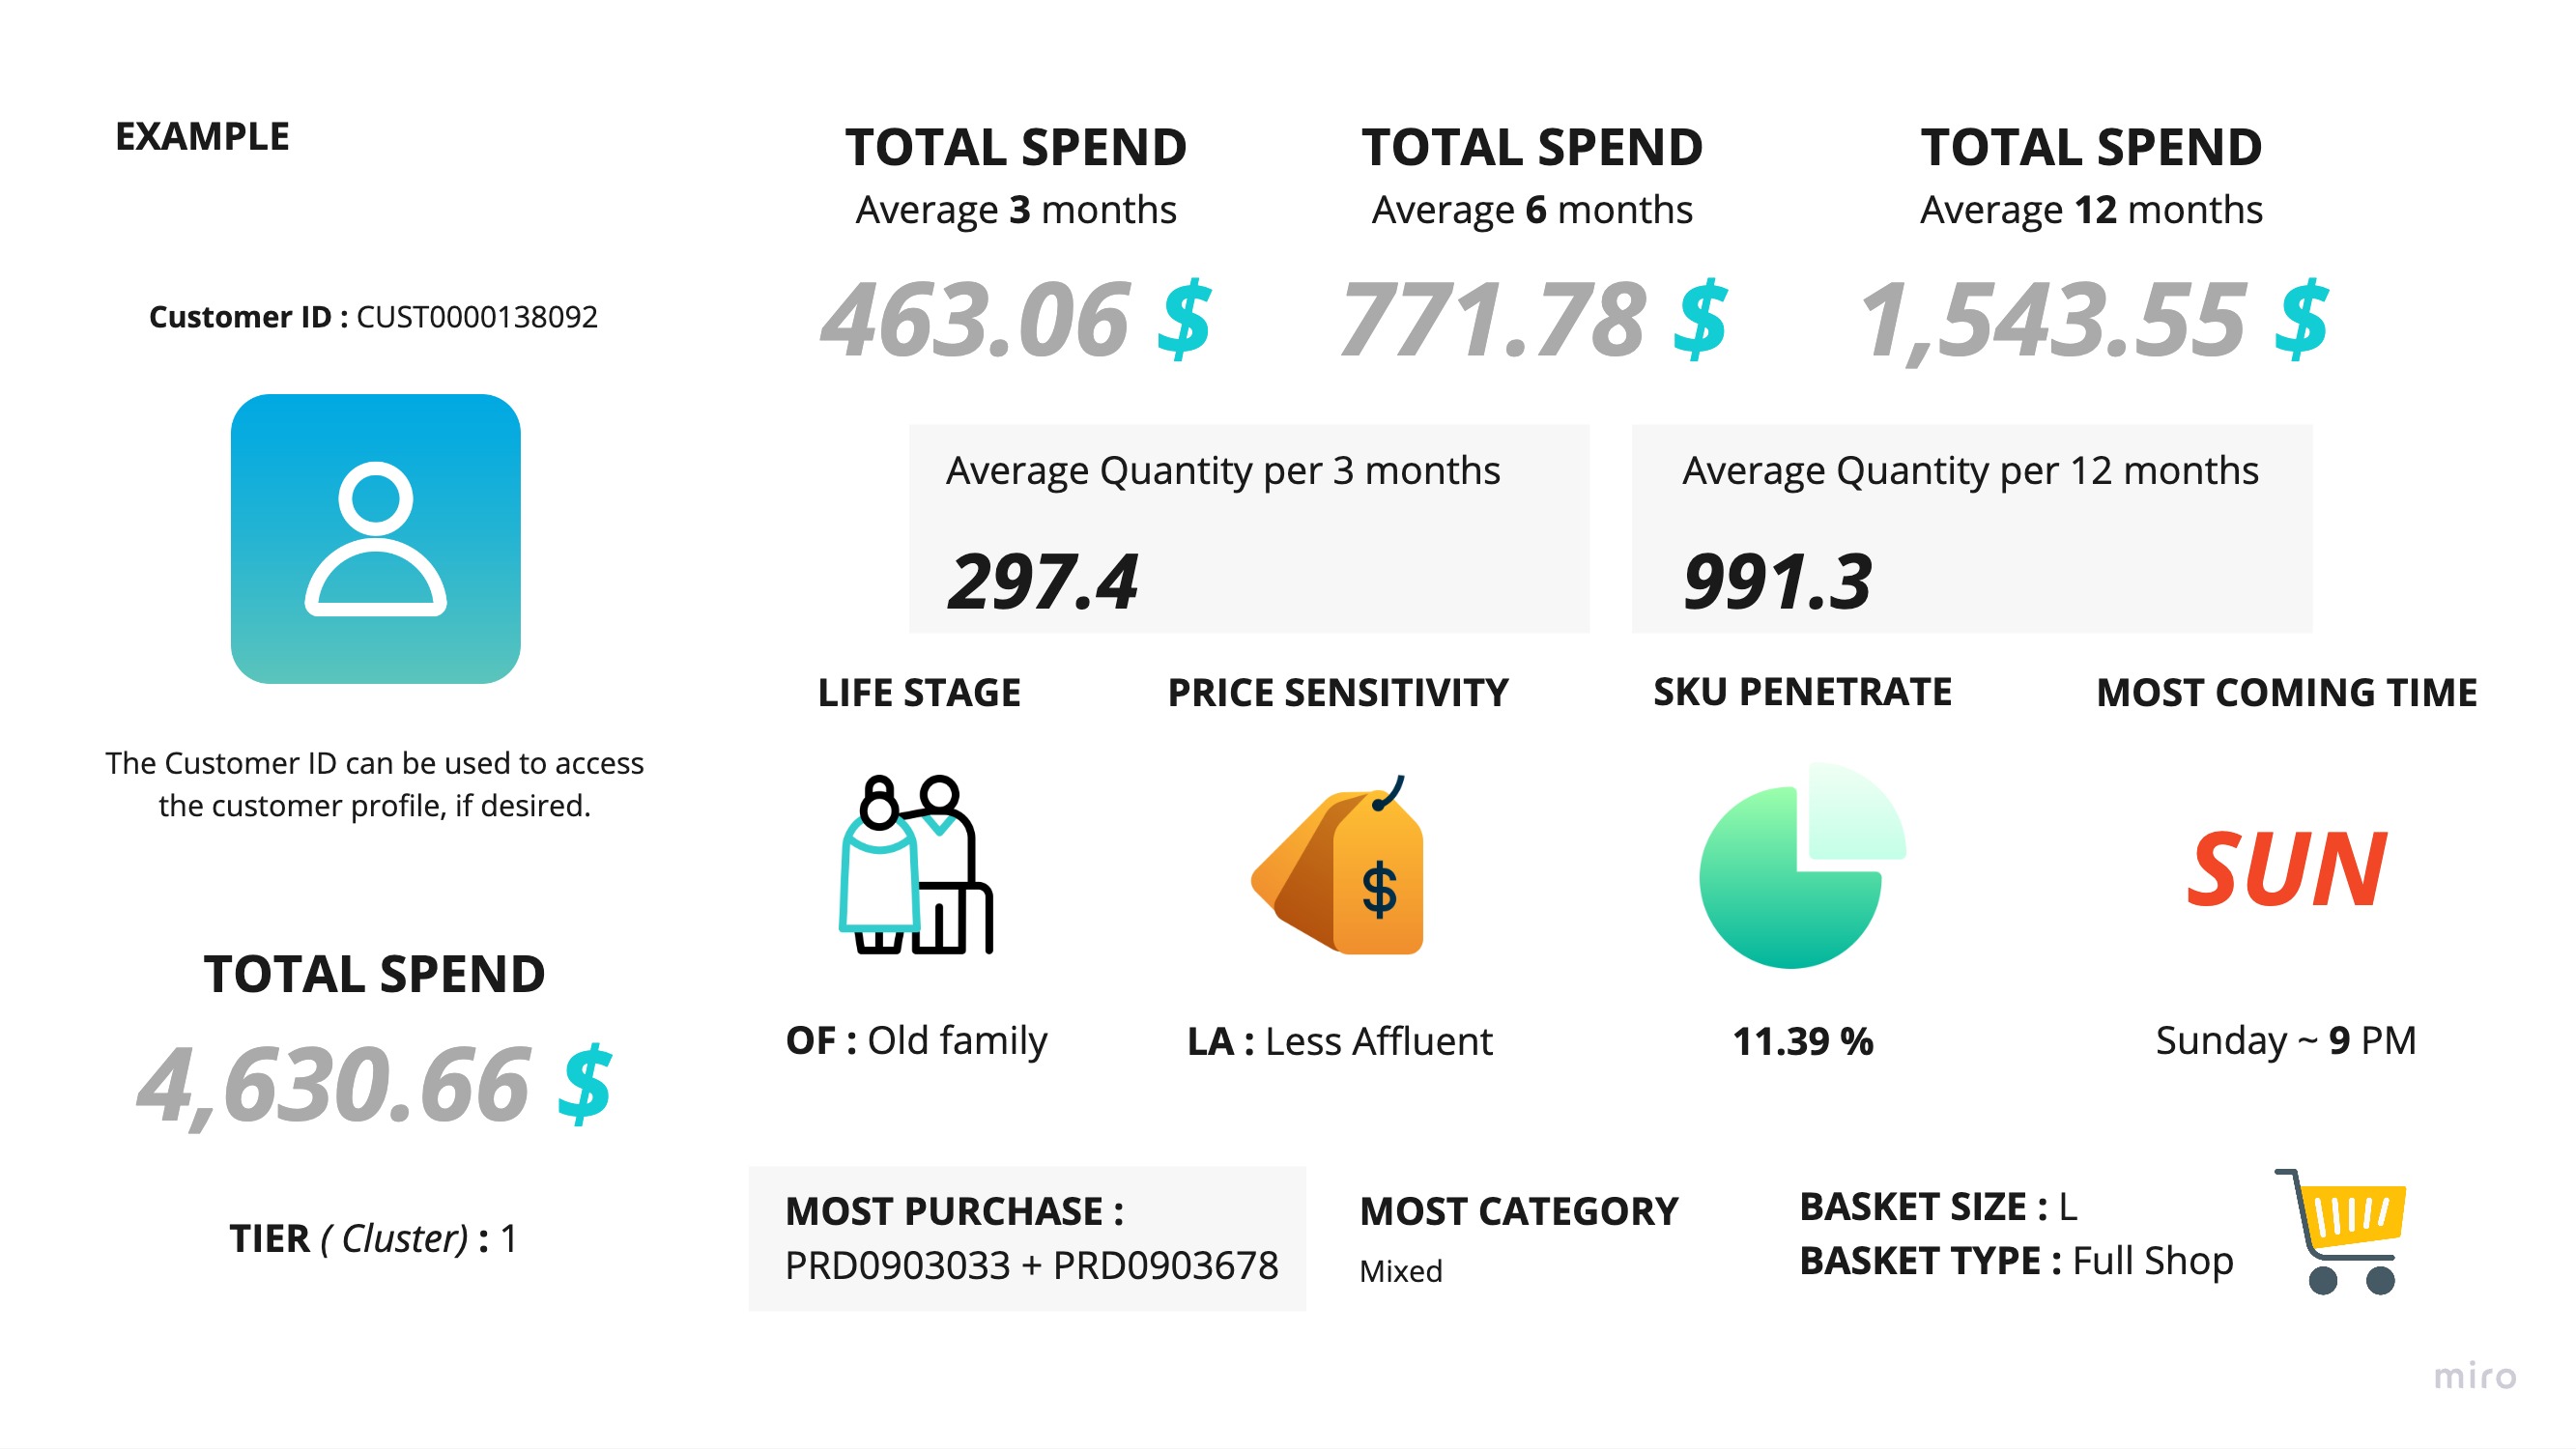 EXAMPLE
Customer ID : CUST0000138092
The Customer ID can be used to access
the customer profile, if desired.
TOTAL SPEND
4,630.66 $
TIER ( Cluster) : 1
TOTAL SPEND
Average 3 months
463.06 $
TOTAL SPEND
Average 6 months
771.78 $
TOTAL SPEND
Average 12 months
1,543.55 $
Average Quantity per 3 months
297.4
Average Quantity per 12 months
991.3
LIFE STAGE
OF : Old family
PRICE SENSITIVITY
$
LA : Less Affluent
SKU PENETRATE
11.39 %
MOST COMING TIME
SUN
Sunday ~ 9 PM
MOST PURCHASE :
PRD0903033 + PRD0903678
MOST CATEGORY
Mixed
BASKET SIZE : L
BASKET TYPE : Full Shop
miro